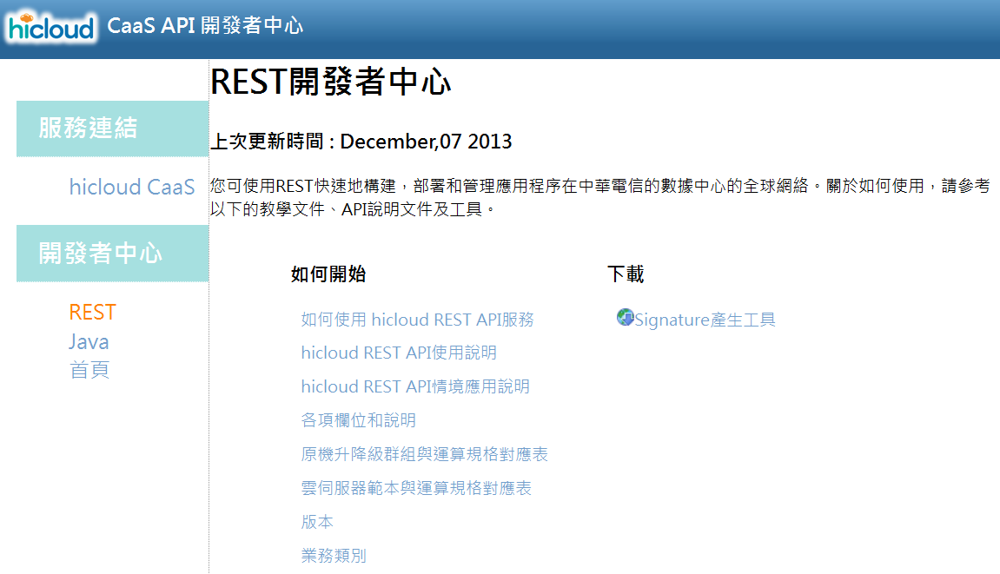 hicloud CaaS API 開發者中心
服務連結
hicloud CaaS
開發者中心
REST
Java
首頁
REST開發者中心
上次更新時間 : December,07 2013
您可使用REST快速地構建，部署和管理應用程序在中華電信的數據中心的全球網絡。關於如何使用，請參考
以下的教學文件、API說明文件及工具。
如何開始
如何使用 hicloud REST API服務
hicloud REST API使用說明
hicloud REST API情境應用說明
各項欄位和說明
原機升降級群組與運算規格對應表
雲伺服器範本與運算規格對應表
版本
業務類別
下載
Signature產生工具